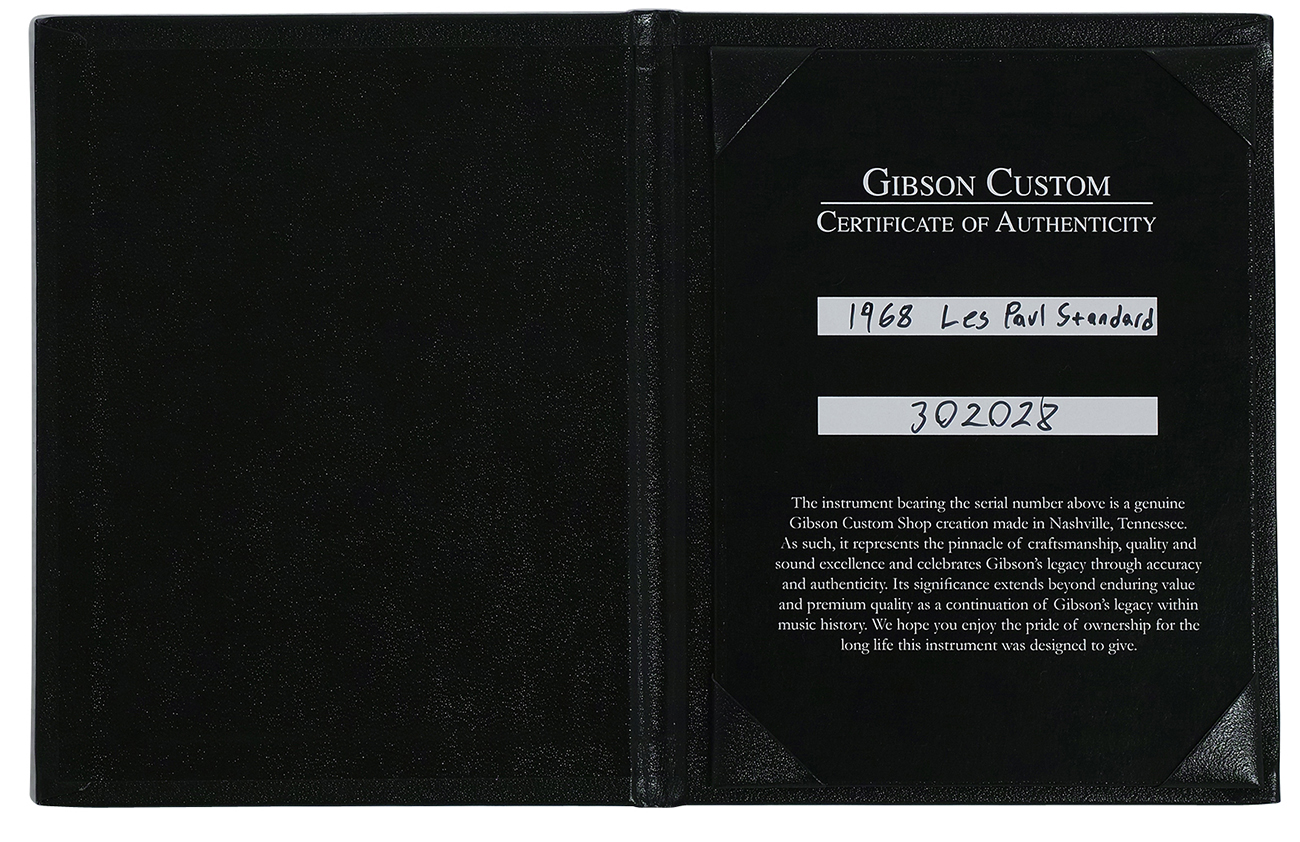 GIBSON CUSTOM
CERTIFICATE OF AUTHENTICITY
1968 Les Paul Standard
302028
The instrument bearing the serial number above is a genuine
Gibson Custom Shop creation made in Nashville, Tennessee.
As such, it represents the pinnacle of craftsmanship, quality and
sound excellence and celebrates Gibson's legacy through accuracy
and authenticity. Its significance extends beyond enduring value
and premium quality as a continuation of Gibson's legacy within
music history. We hope you enjoy the pride of ownership for the
long life this instrument was designed to give.